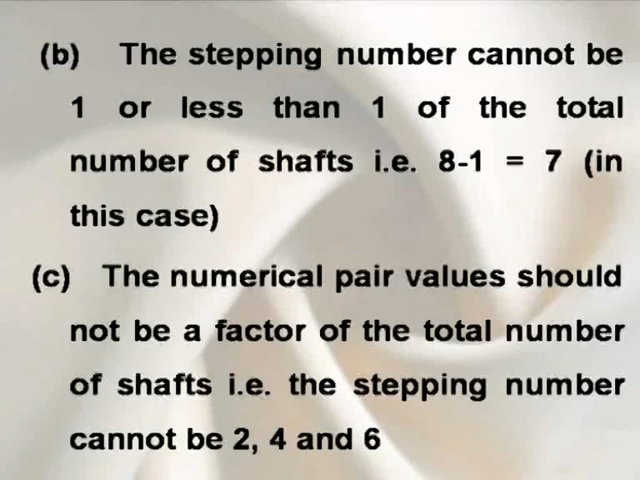 (b) The stepping number cannot be
1 or less than 1 of the total
number of shafts i.e. 8-1 = 7 (in
this case)
(c) The numerical pair values should
not be a factor of the total number
of shafts i.e. the stepping number
cannot be 2, 4 and 6